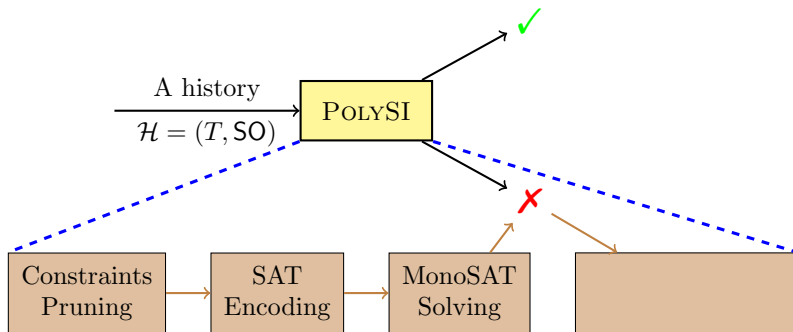 A history
H = (T, SO)
POLYSI
Constraints
Pruning
SAT
Encoding
MonoSAT
Solving